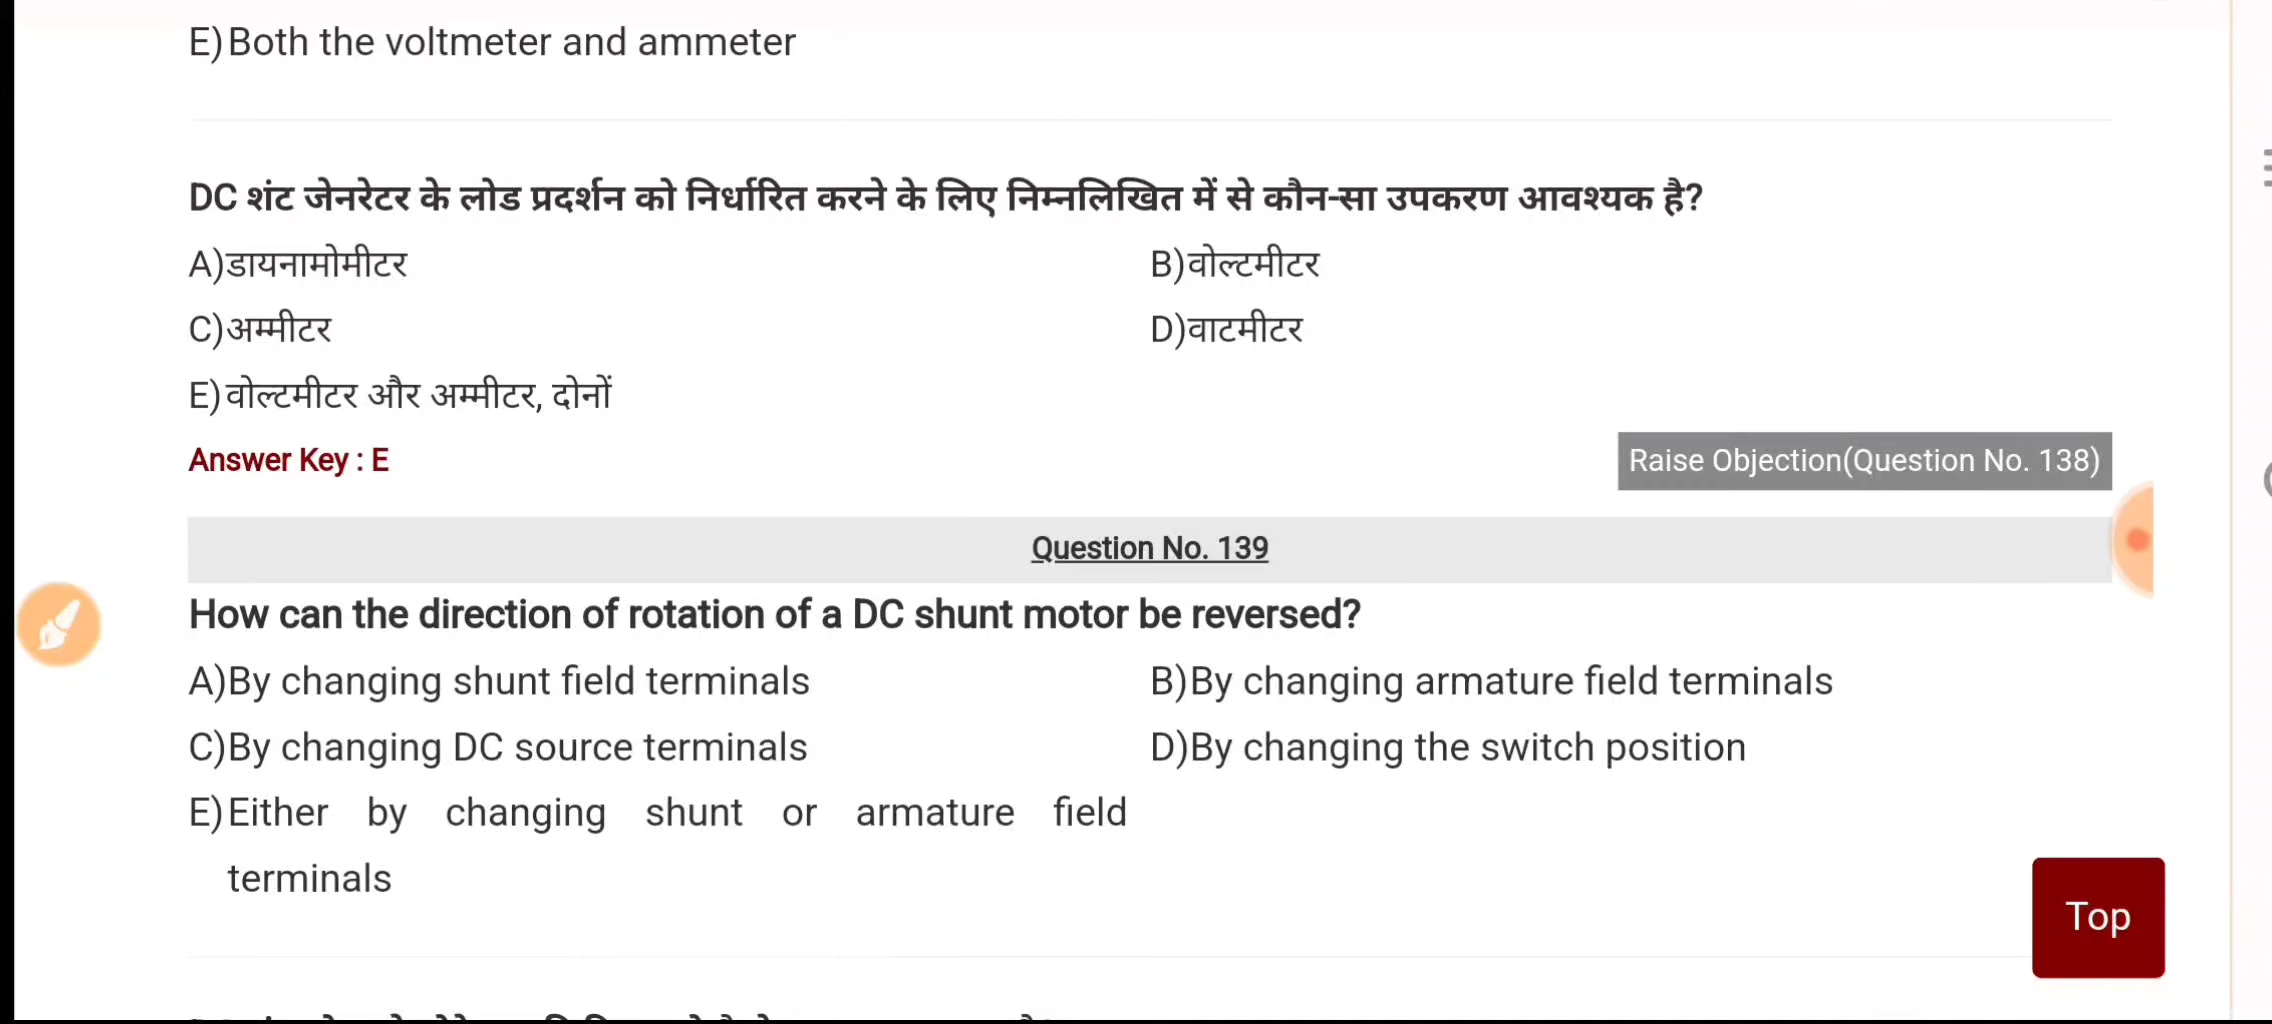 E)Both the voltmeter and ammeter
DC शंट जेनरेटर के लोड प्रदर्शन को निर्धारित करने के लिए निम्नलिखित में से कौन-सा उपकरण आवश्यक है?
A)डायनामोमीटर
B)वोल्टमीटर
C)अम्मीटर
D)वाटमीटर
E)वोल्टमीटर और अम्मीटर, दोनों
Answer Key : E
Raise Objection(Question No. 138)
Question No. 139
How can the direction of rotation of a DC shunt motor be reversed?
A)By changing shunt field terminals
B)By changing armature field terminals
C)By changing DC source terminals
D)By changing the switch position
E)Either by changing shunt or armature field
terminals
Top